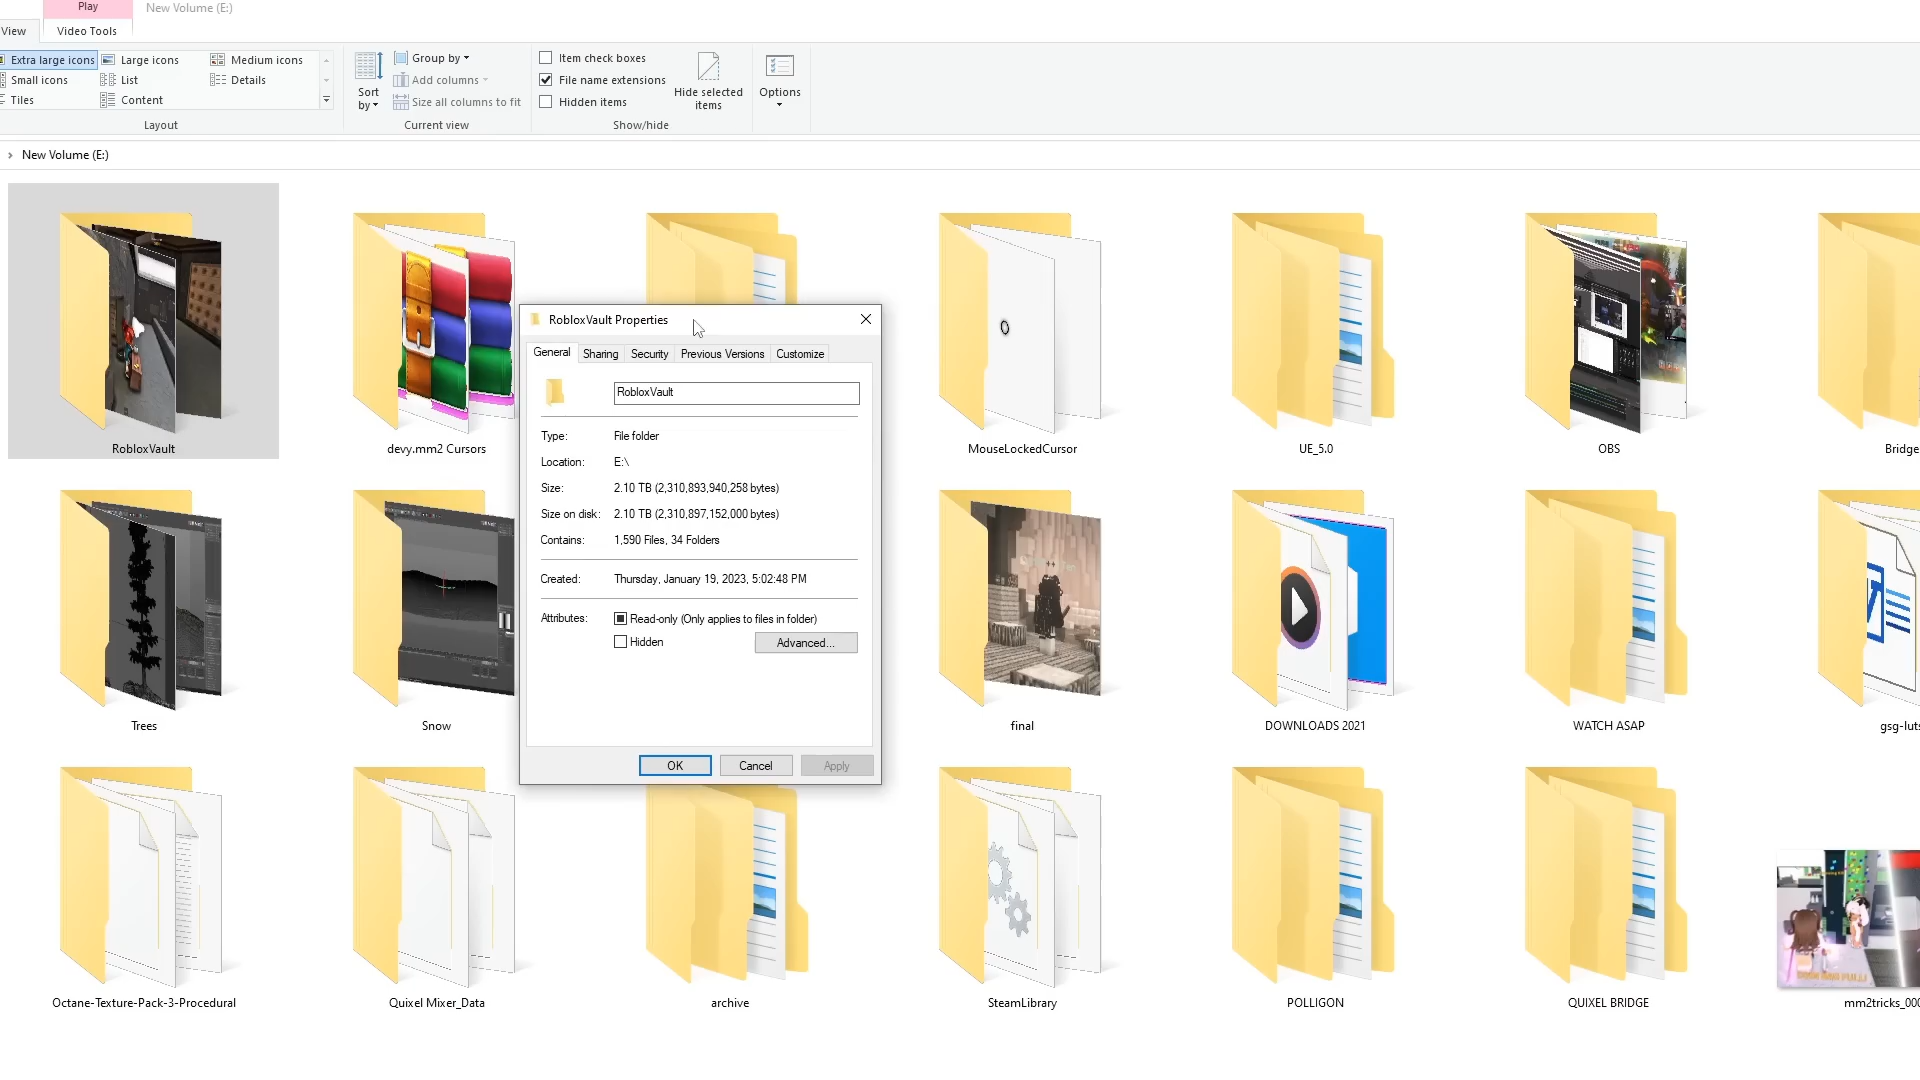 Play
New Volume (E:)
View
Video Tools
Extra large icons
Large icons
Medium icons
Small icons
List
Details
Tiles
Content
Layout
Sort by
Group by
Add columns
Size all columns to fit
Current view
Item check boxes
File name extensions
Hidden items
Hide selected items
Show/hide
Options
New Volume (E:)
RobloxVault
devy.mm2 Cursors
MouseLockedCursor
UE_5.0
OBS
Bridge
RobloxVault Properties
General
Sharing
Security
Previous Versions
Customize
RobloxVault
Type: File folder
Location: E:\
Size: 2.10 TB (2,310,893,940,258 bytes)
Size on disk: 2.10 TB (2,310,897,152,000 bytes)
Contains: 1,590 Files, 34 Folders
Created: Thursday, January 19, 2023, 5:02:48 PM
Attributes: Read-only (Only applies to files in folder)
Hidden
Advanced...
OK
Cancel
Apply
Trees
Snow
final
DOWNLOADS 2021
WATCH ASAP
gsg-luts
Octane-Texture-Pack-3-Procedural
Quixel Mixer_Data
archive
SteamLibrary
POLLIGON
QUIXEL BRIDGE
mm2tricks_000